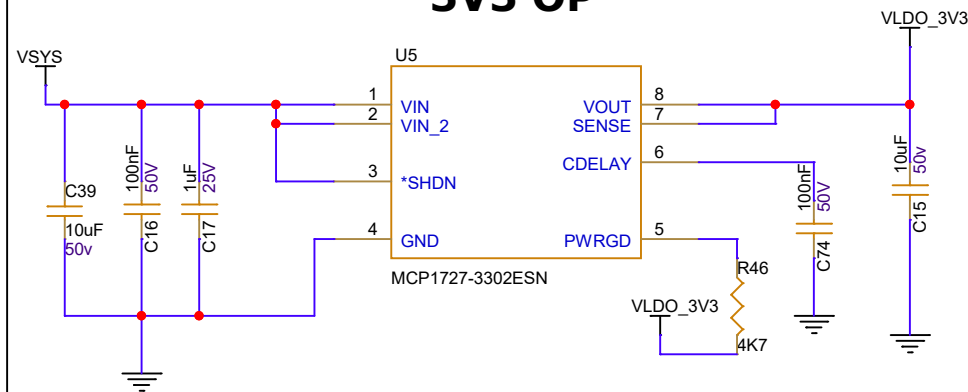 3V3 OP
VLDO_3V3
VSYS
U5
1
VIN
VOUT
8
2
VIN_2
SENSE
7
3
*SHDN
CDELAY
6
4
GND
PWRGD
5
MCP1727-3302ESN
C39
10uF
50v
100nF
50V
C16
1uF
25V
C17
100nF
50V
C74
10uF
50v
C15
R46
4K7
VLDO_3V3